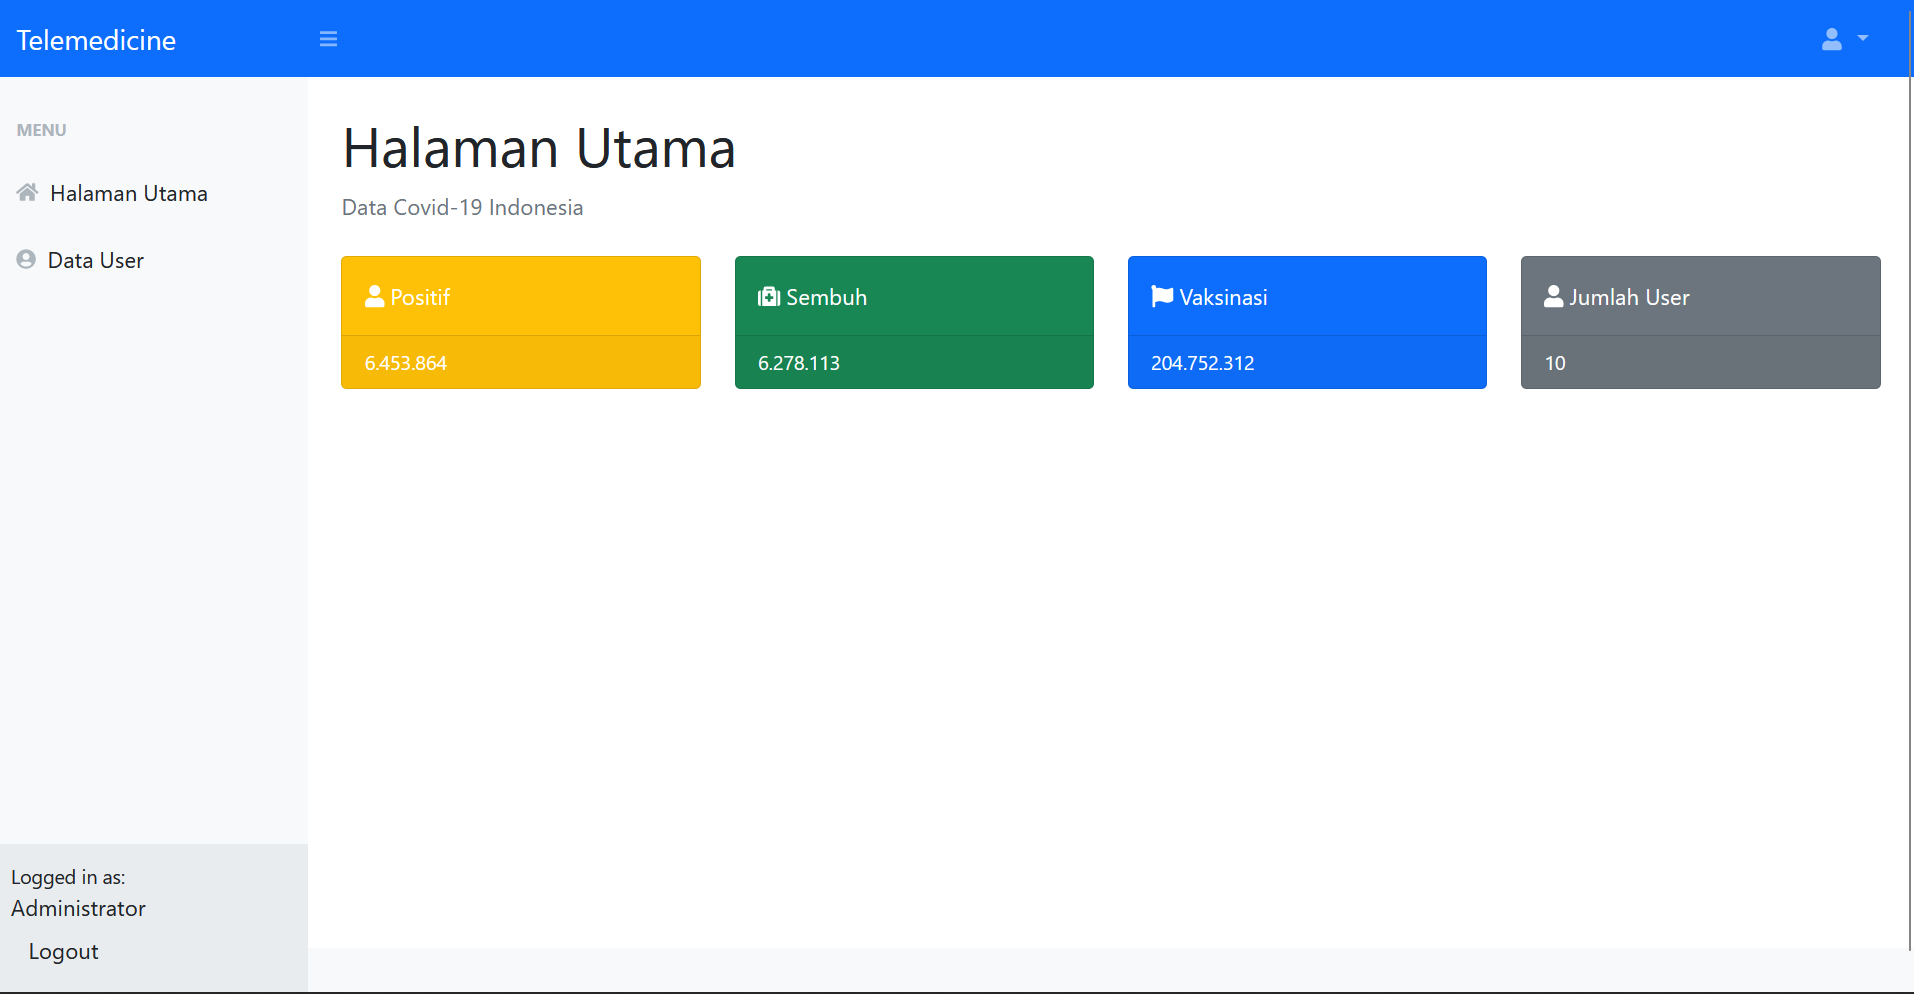 Telemedicine
MENU
Halaman Utama
Data User
Logged in as:
Administrator
Logout
Halaman Utama
Data Covid-19 Indonesia
Positif
6.453.864
Sembuh
6.278.113
Vaksinasi
204.752.312
Jumlah User
10